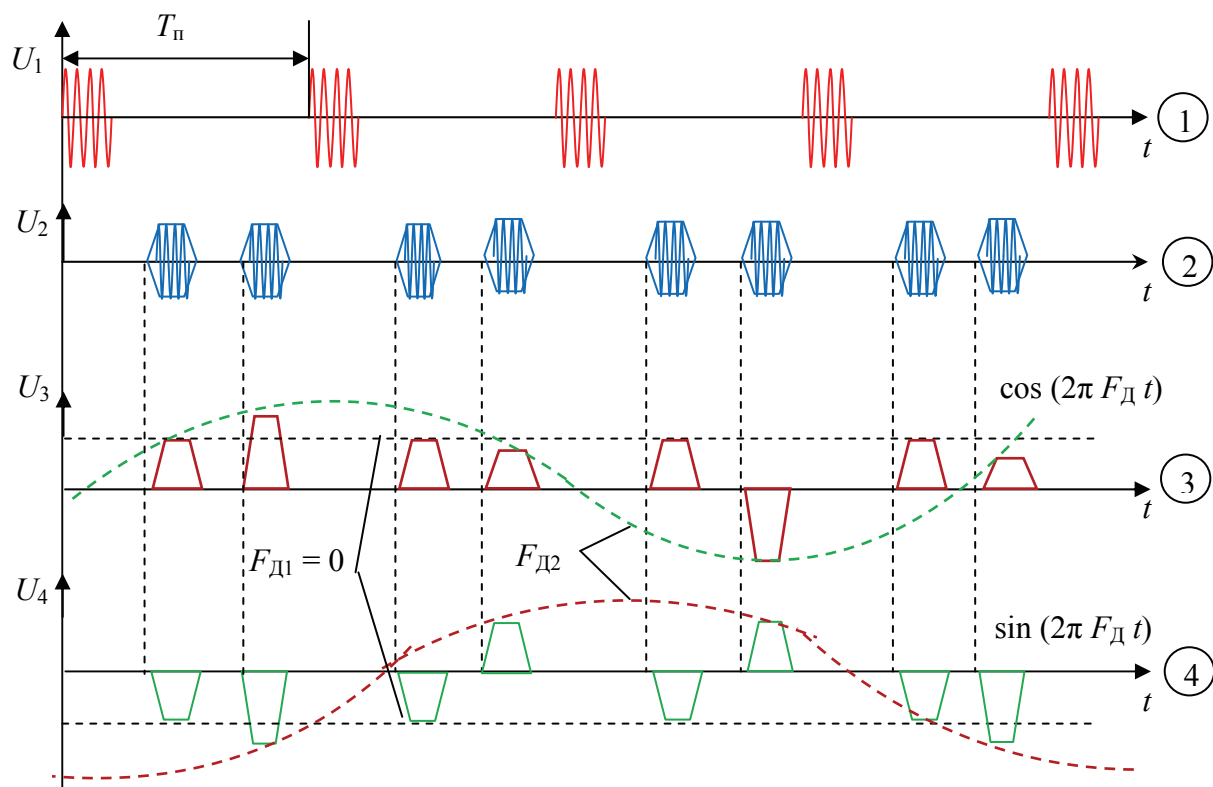 Tп
U1
1
t
U2
2
t
U3
cos (2π FД t)
3
t
FД1 = 0
FД2
U4
sin (2π FД t)
4
t